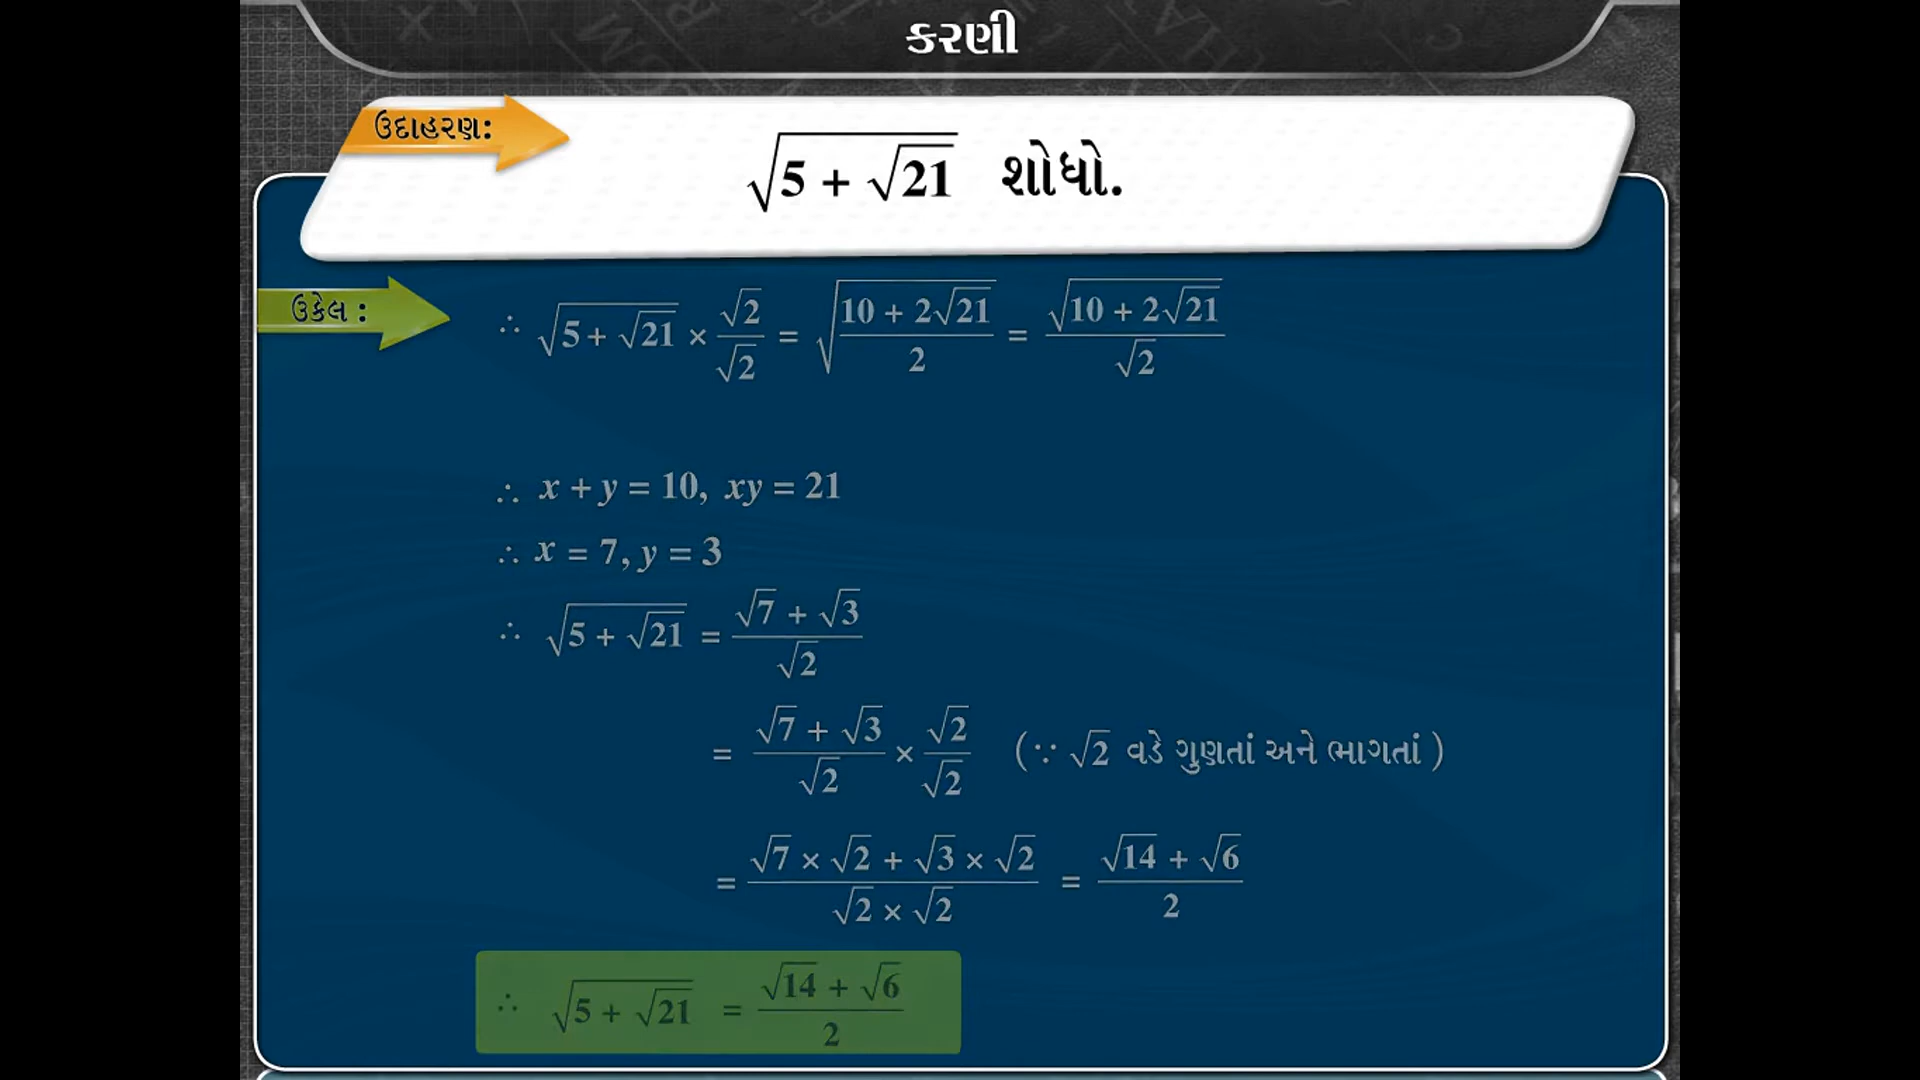 કરણી
ઉદાહરણ:
√(5 + √21) શોધો.
ઉકેલ :
∴ √(5 + √21) × √2/√2 = √((10 + 2√21)/2) = √(10 + 2√21)/√2
∴ x + y = 10, xy = 21
∴ x = 7, y = 3
∴ √(5 + √21) = (√7 + √3)/√2
= (√7 + √3)/√2 × √2/√2 (∵ √2 વડે ગુણતાં અને ભાગતાં )
= (√7 × √2 + √3 × √2)/(√2 × √2) = (√14 + √6)/2
∴ √(5 + √21) = (√14 + √6)/2